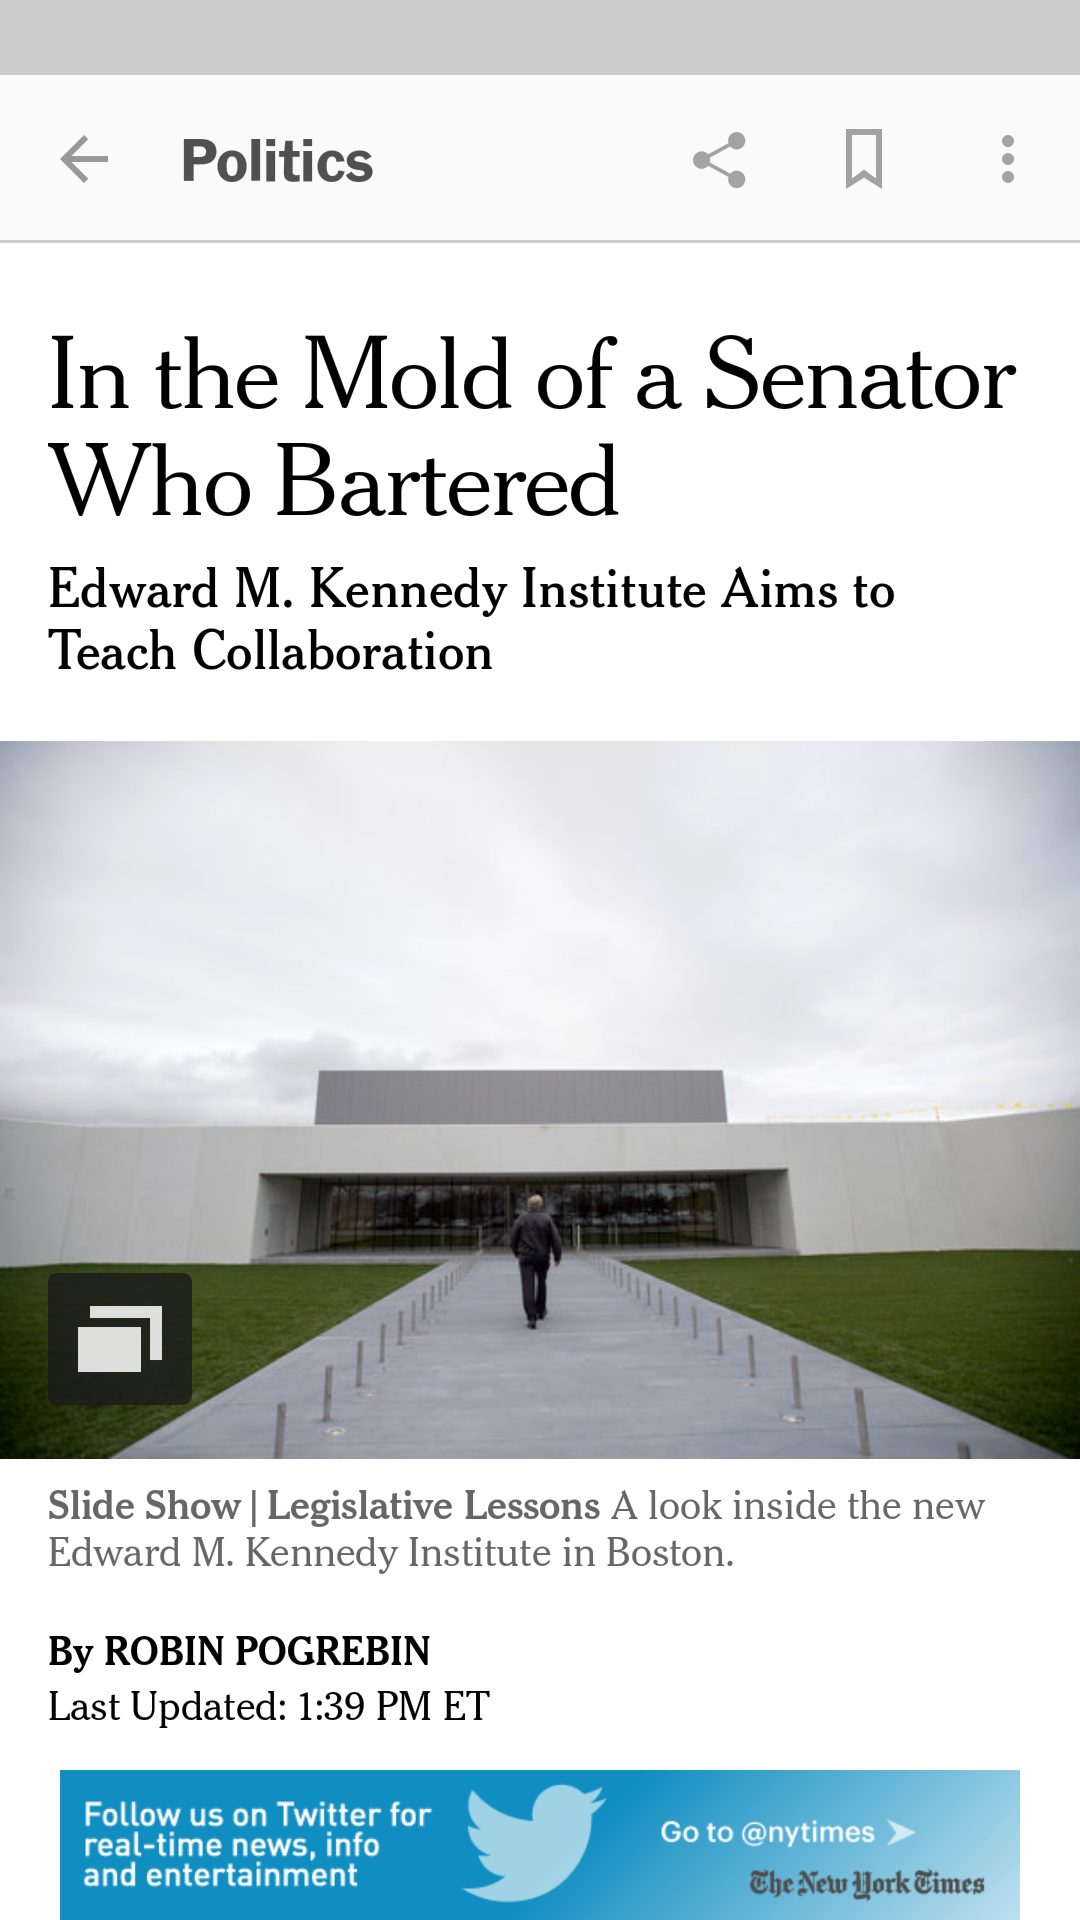 Politics
In the Mold of a Senator
Who Bartered
Edward M. Kennedy Institute Aims to
Teach Collaboration
Slide Show | Legislative Lessons A look inside the new
Edward M. Kennedy Institute in Boston.
By ROBIN POGREBIN
Last Updated: 1:39 PM ET
Follow us on Twitter for
real-time news, info
and entertainment
Go to @nytimes
The New York Times